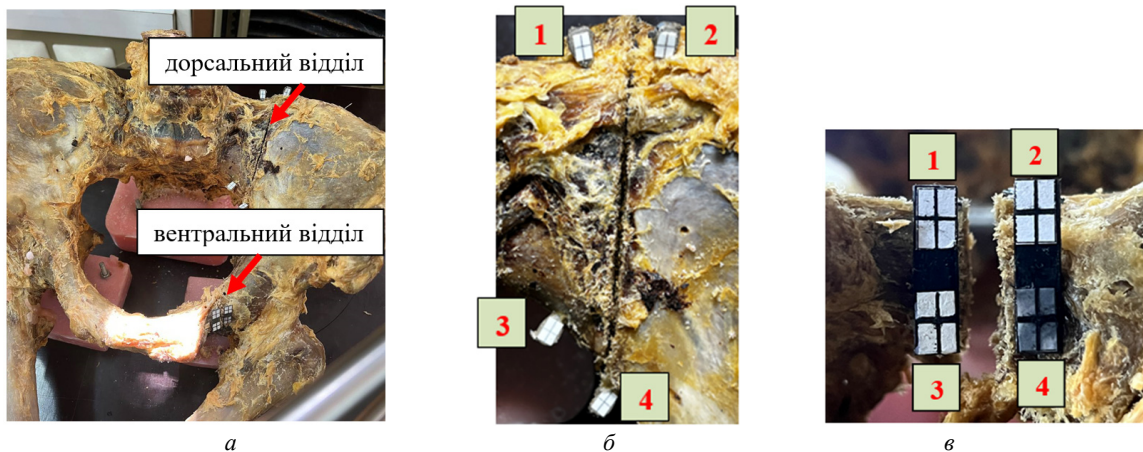 дорсальний відділ
вентральний відділ
1
2
3
4
1
2
3
4
а
б
в